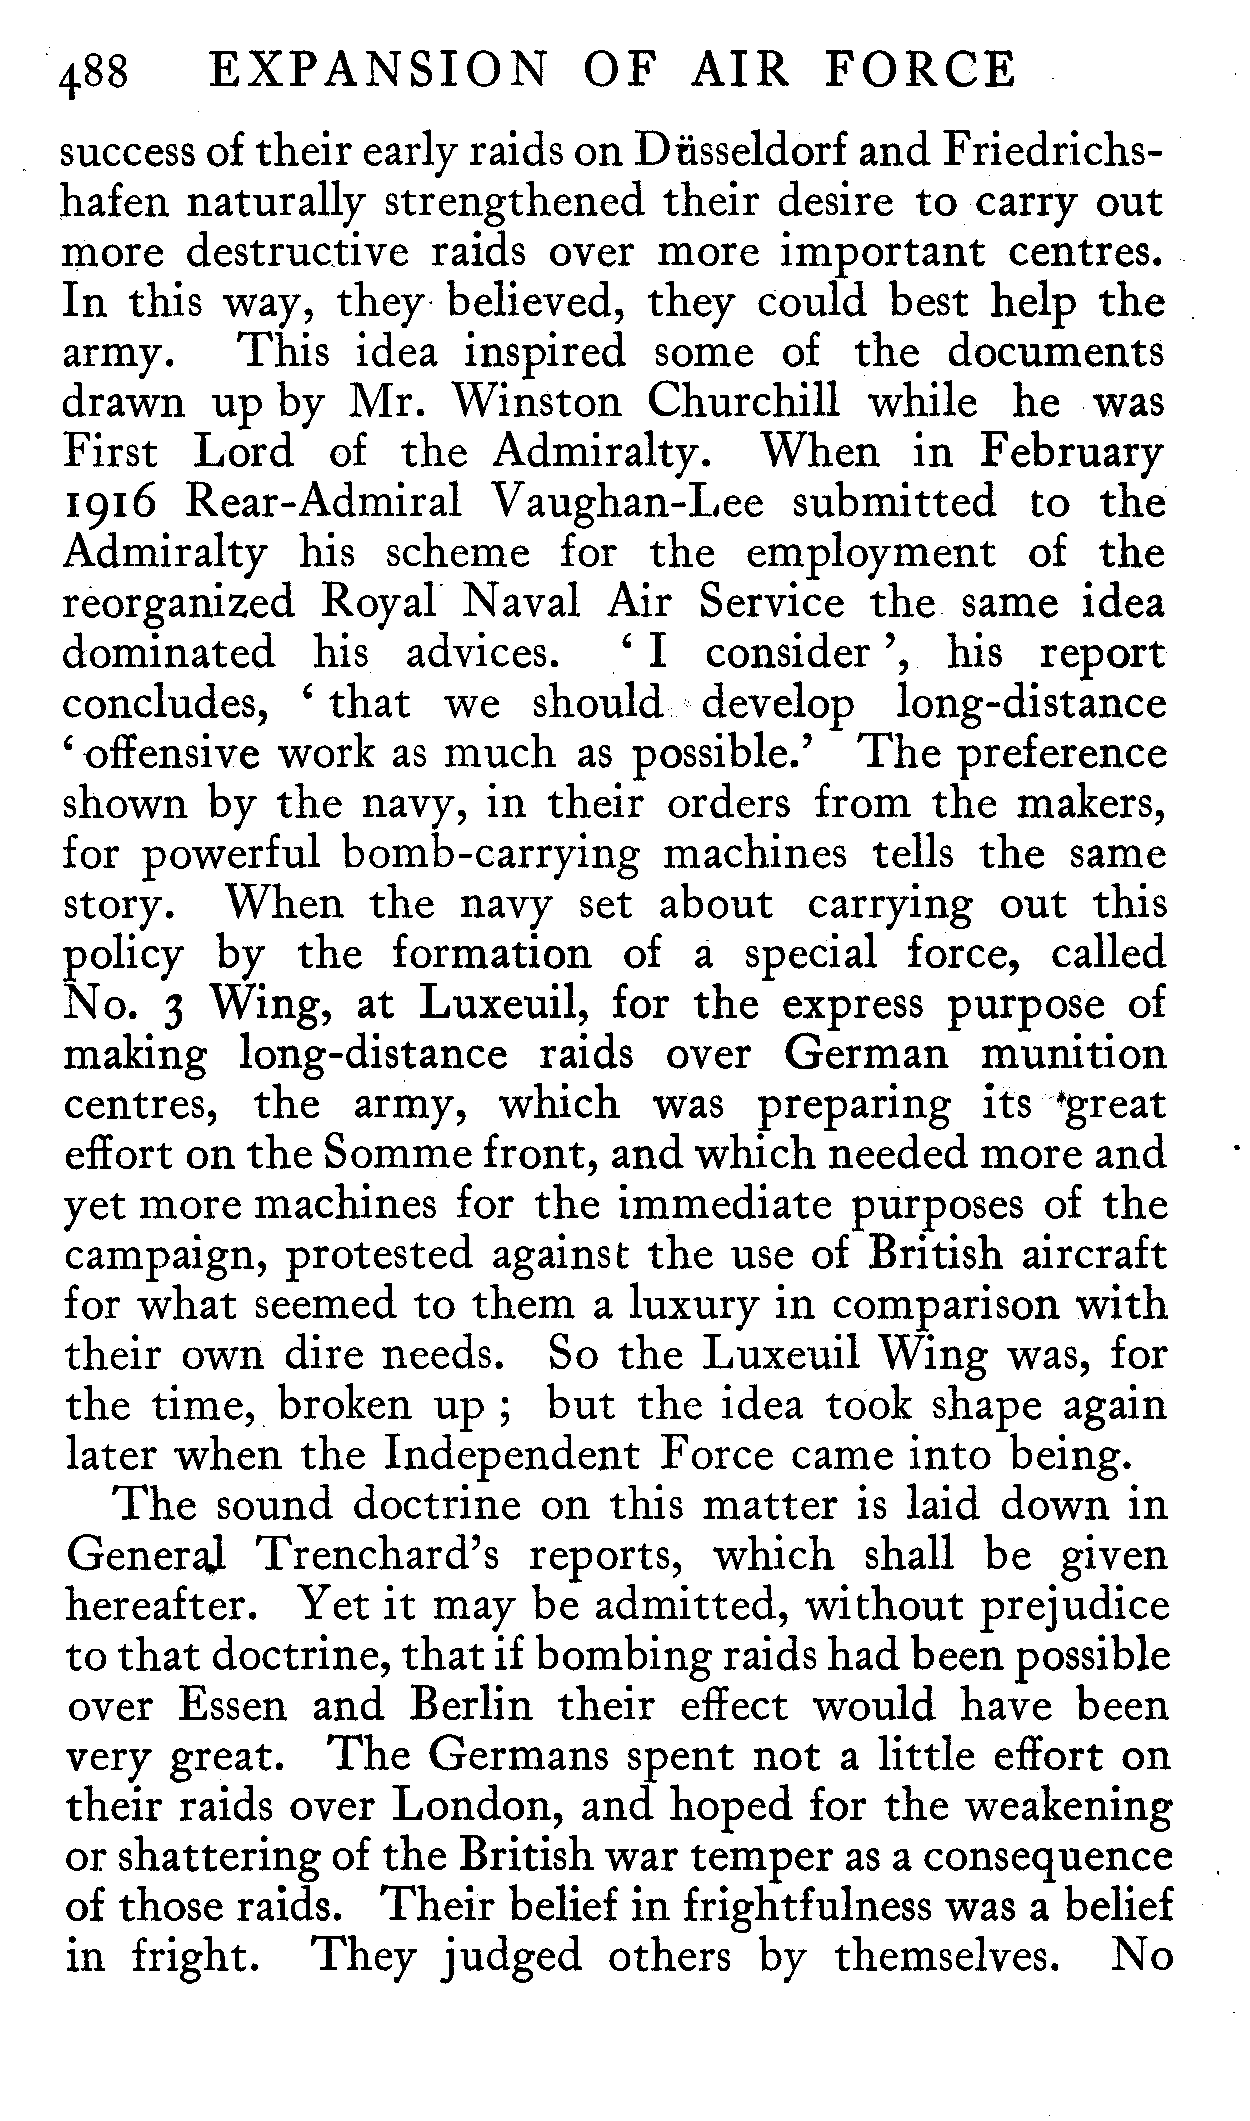 488 EXPANSION OF AIR FORCE
success of their early raids on Düsseldorf and Friedrichs-
hafen naturally strengthened their desire to carry out
more destructive raids over more important centres.
In this way, they believed, they could best help the
army. This idea inspired some of the documents
drawn up by Mr. Winston Churchill while he was
First Lord of the Admiralty. When in February
1916 Rear-Admiral Vaughan-Lee submitted to the
Admiralty his scheme for the employment of the
reorganized Royal Naval Air Service the same idea
dominated his advices. ‘ I consider ’, his report
concludes, ‘ that we should develop long-distance
‘ offensive work as much as possible.’ The preference
shown by the navy, in their orders from the makers,
for powerful bomb-carrying machines tells the same
story. When the navy set about carrying out this
policy by the formation of a special force, called
No. 3 Wing, at Luxeuil, for the express purpose of
making long-distance raids over German munition
centres, the army, which was preparing its great
effort on the Somme front, and which needed more and
yet more machines for the immediate purposes of the
campaign, protested against the use of British aircraft
for what seemed to them a luxury in comparison with
their own dire needs. So the Luxeuil Wing was, for
the time, broken up ; but the idea took shape again
later when the Independent Force came into being.
The sound doctrine on this matter is laid down in
General Trenchard’s reports, which shall be given
hereafter. Yet it may be admitted, without prejudice
to that doctrine, that if bombing raids had been possible
over Essen and Berlin their effect would have been
very great. The Germans spent not a little effort on
their raids over London, and hoped for the weakening
or shattering of the British war temper as a consequence
of those raids. Their belief in frightfulness was a belief
in fright. They judged others by themselves. No